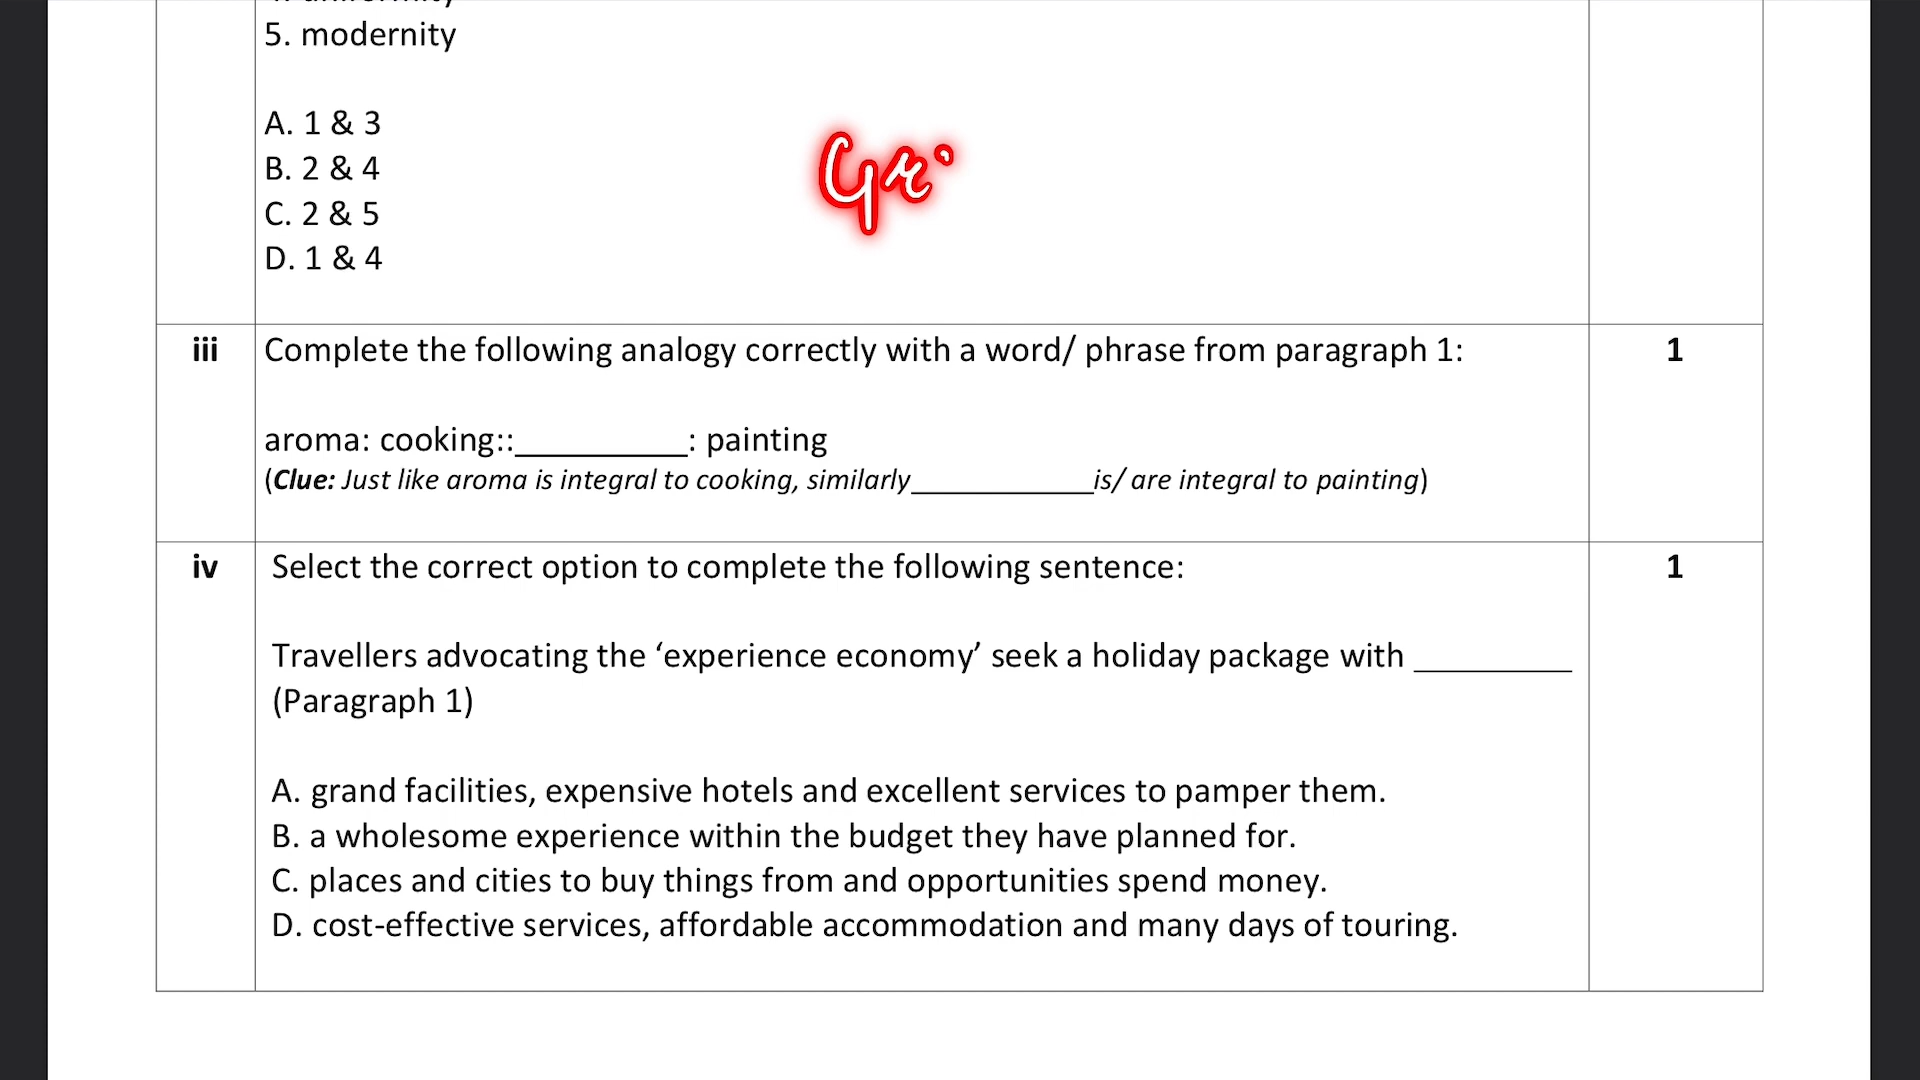 5. modernity
A. 1 & 3
B. 2 & 4
C. 2 & 5
D. 1 & 4
iii Complete the following analogy correctly with a word/ phrase from paragraph 1: 1
aroma: cooking::__________: painting
(Clue: Just like aroma is integral to cooking, similarly____________is/ are integral to painting)
iv Select the correct option to complete the following sentence: 1
Travellers advocating the ‘experience economy’ seek a holiday package with _________
(Paragraph 1)
A. grand facilities, expensive hotels and excellent services to pamper them.
B. a wholesome experience within the budget they have planned for.
C. places and cities to buy things from and opportunities spend money.
D. cost-effective services, affordable accommodation and many days of touring.